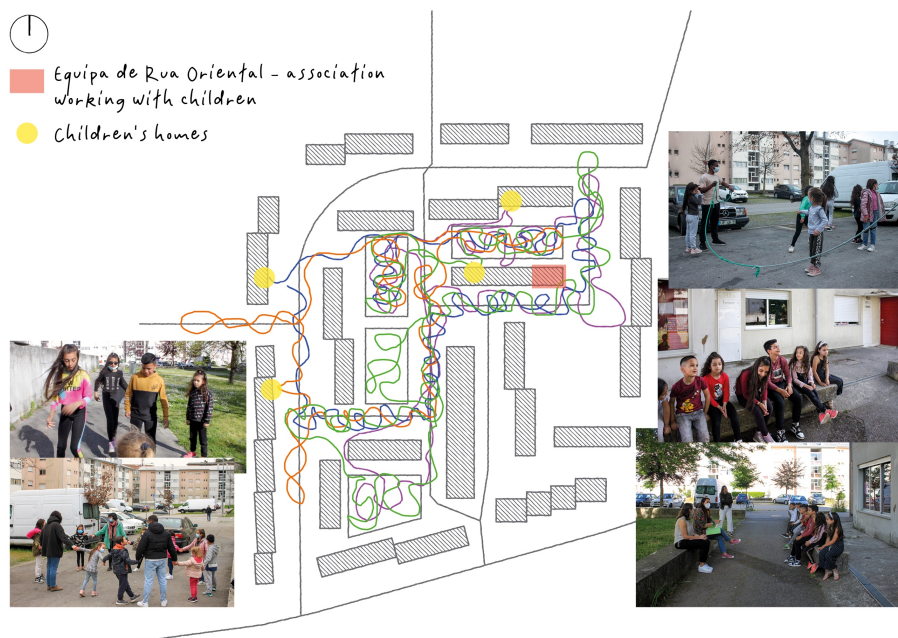 Equipa de Rua Oriental - association
working with children
Children's homes